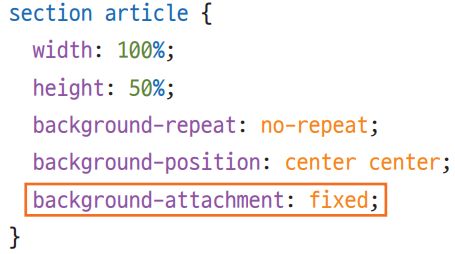 section article {
  width: 100%;
  height: 50%;
  background-repeat: no-repeat;
  background-position: center center;
  background-attachment: fixed;
}